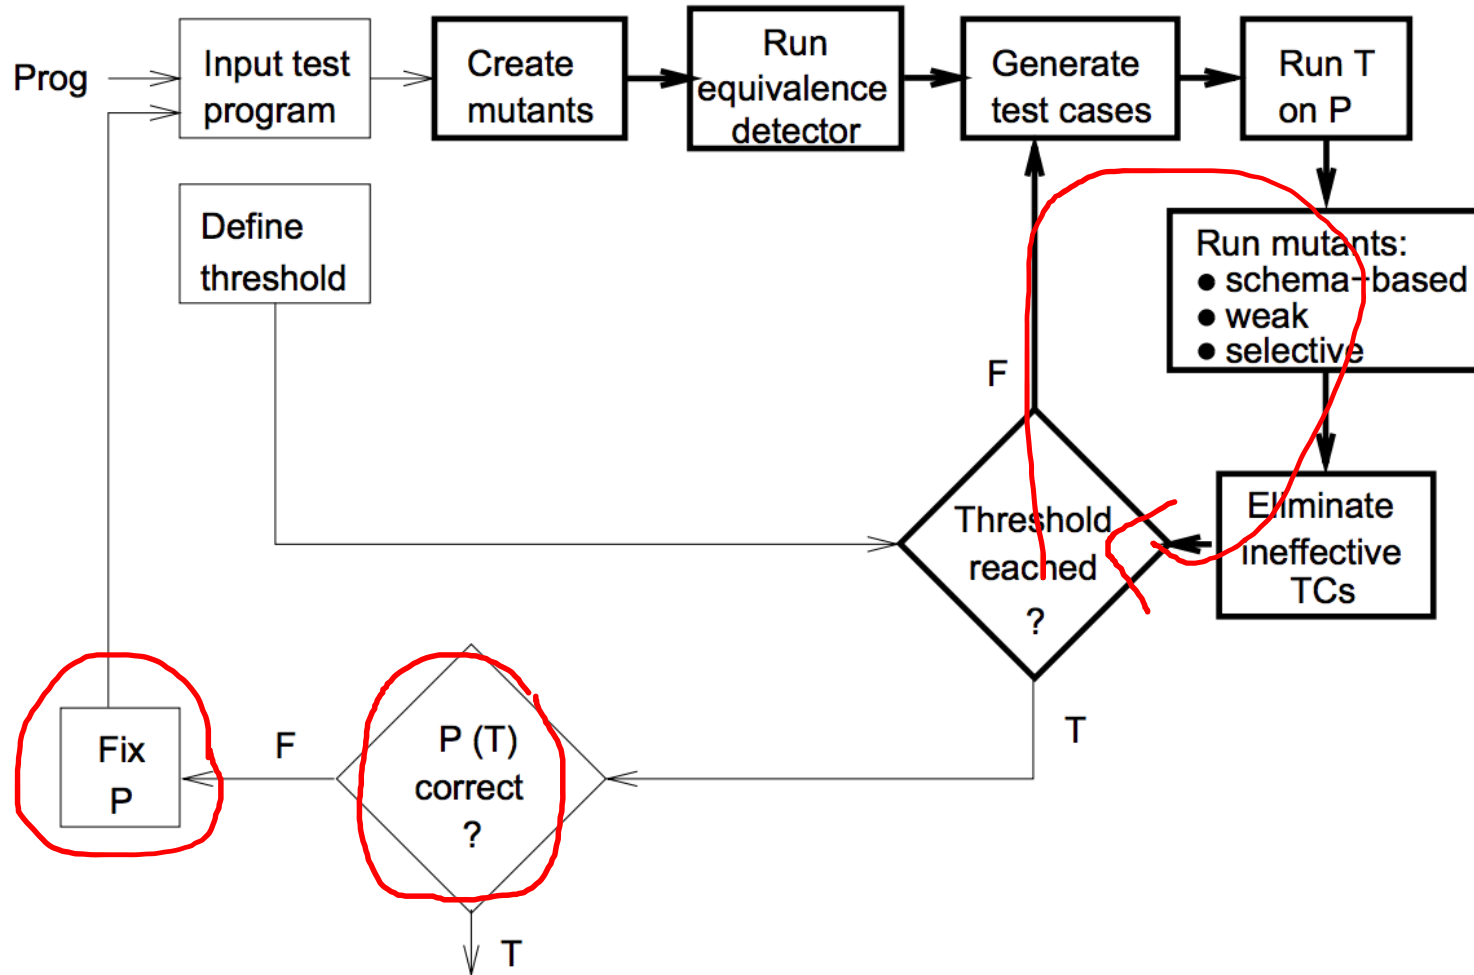 Prog
Input test
program
Create
mutants
Run
equivalence
detector
Generate
test cases
Run T
on P
Define
threshold
Run mutants:
● schema-based
● weak
● selective
F
Threshold
reached
?
Eliminate
ineffective
TCs
T
P (T)
correct
?
F
Fix
P
T